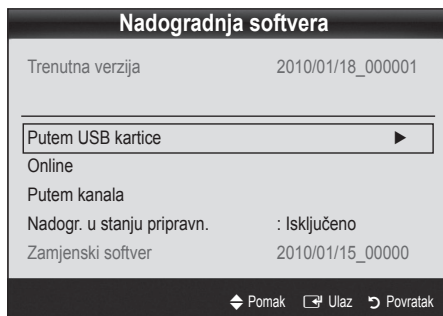 Nadogradnja softvera
Trenutna verzija 2010/01/18_000001
Putem USB kartice ►
Online
Putem kanala
Nadogr. u stanju pripravn. : Isključeno
Zamjenski softver 2010/01/15_00000
Pomak Ulaz Povratak